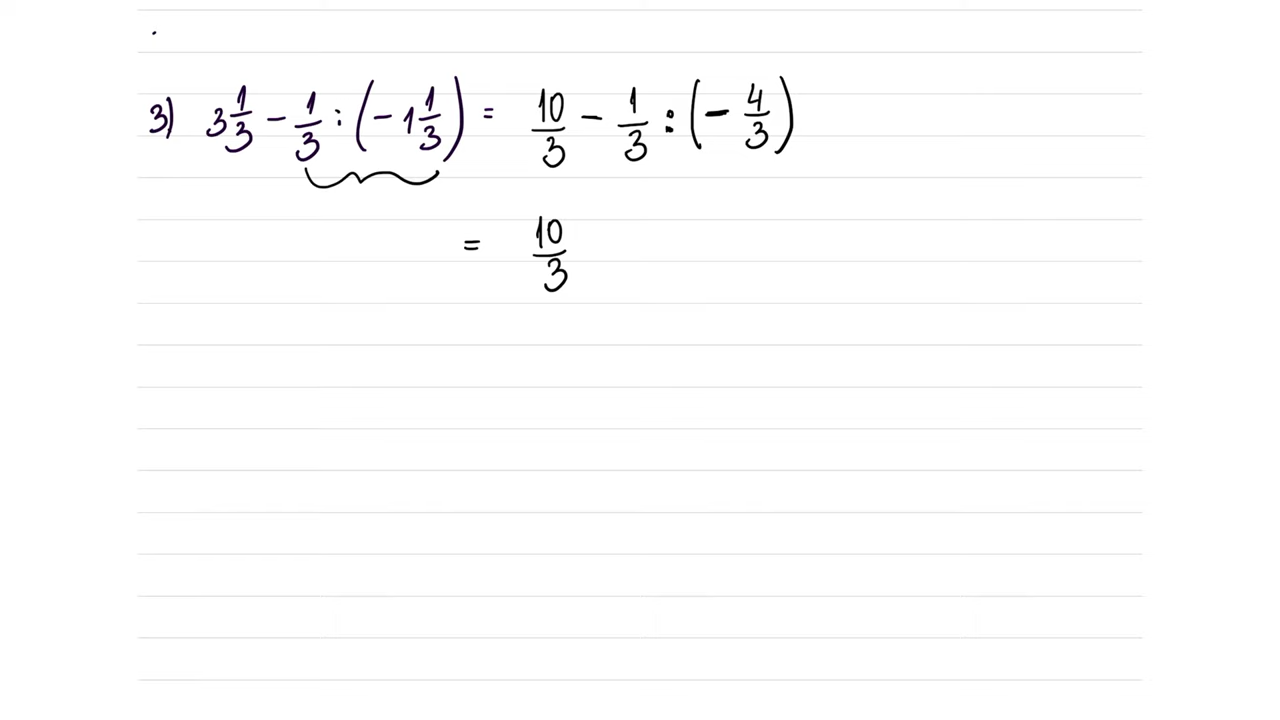 3) 3 1/3 - 1/3 : (- 1 1/3) = 10/3 - 1/3 : (- 4/3)
= 10/3